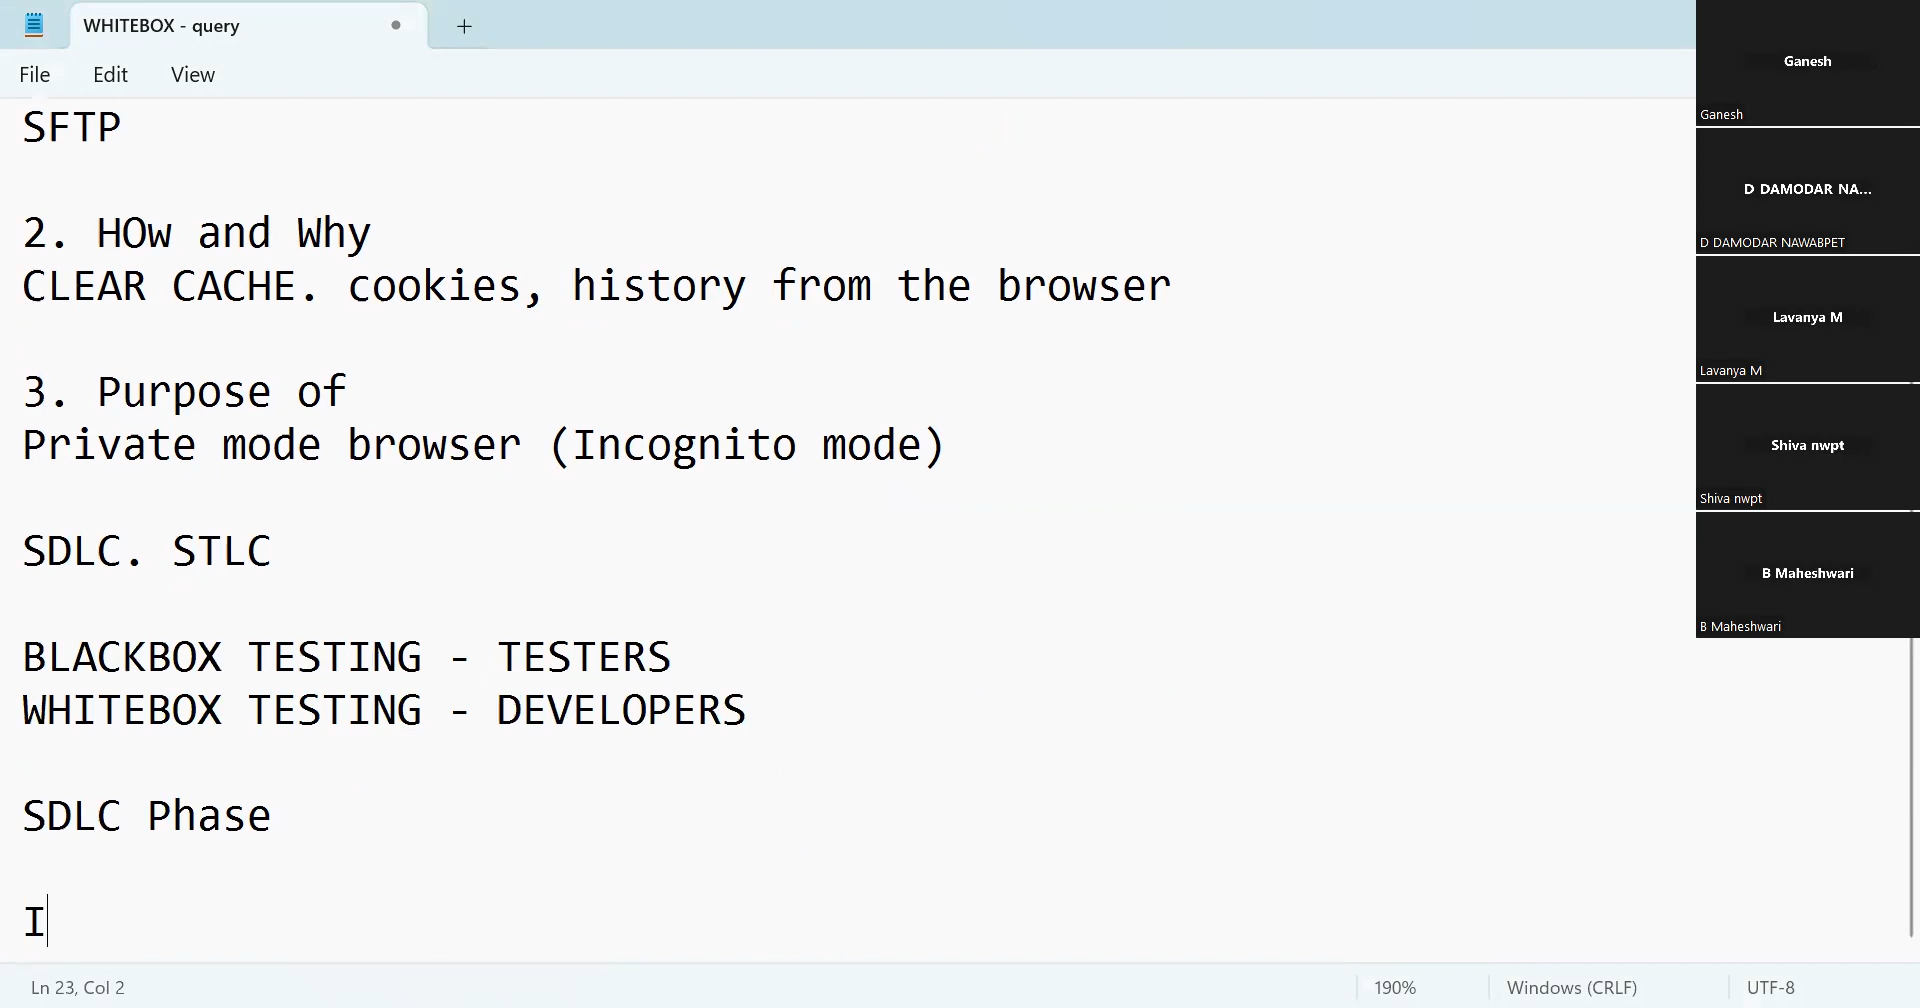 WHITEBOX - query
File Edit View
SFTP
2. HOw and Why
CLEAR CACHE. cookies, history from the browser
3. Purpose of
Private mode browser (Incognito mode)
SDLC. STLC
BLACKBOX TESTING - TESTERS
WHITEBOX TESTING - DEVELOPERS
SDLC Phase
I
Ln 23, Col 2
190%
Windows (CRLF)
UTF-8
Ganesh
Ganesh
D DAMODAR NA...
D DAMODAR NAWABPET
Lavanya M
Lavanya M
Shiva nwpt
Shiva nwpt
B Maheshwari
B Maheshwari